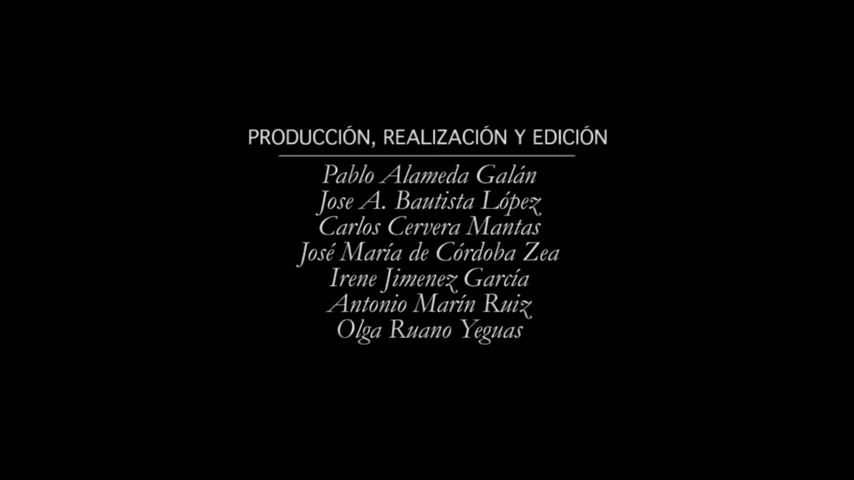 PRODUCCIÓN, REALIZACIÓN Y EDICIÓN
Pablo Alameda Galán
Jose A. Bautista López
Carlos Cervera Mantas
José María de Córdoba Zea
Irene Jimenez García
Antonio Marín Ruiz
Olga Ruano Yeguas